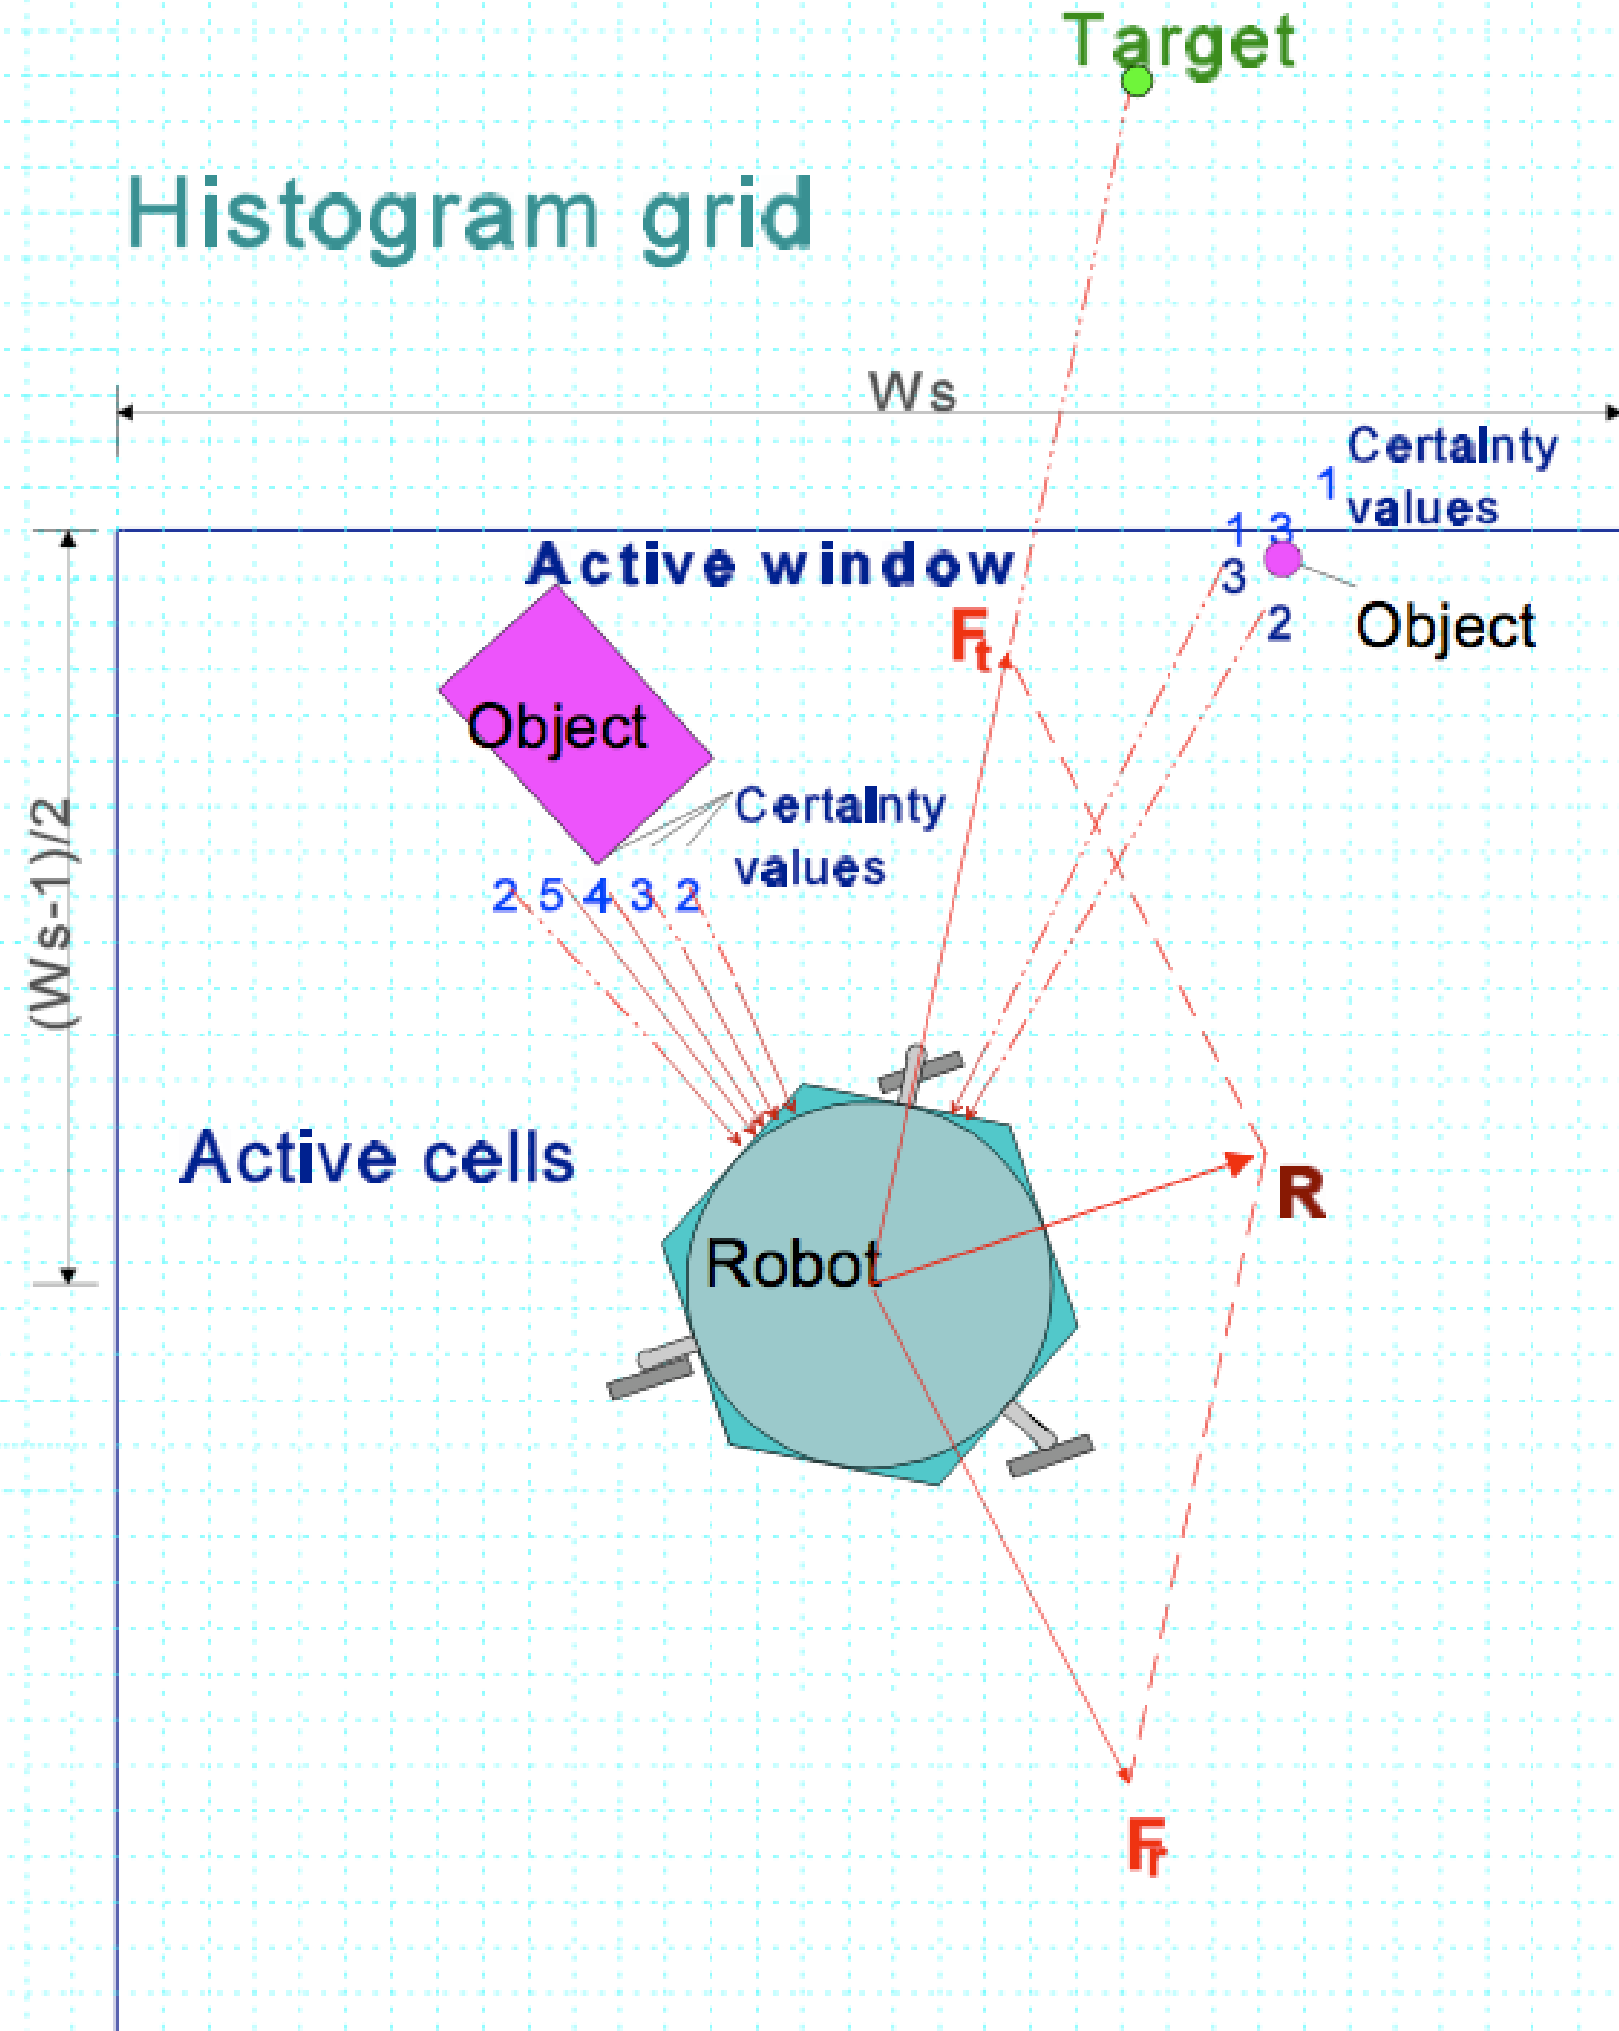 Target
Histogram grid
Ws
Certainty
values
1
1 3
3
2
Object
Active window
Ft
Object
Certainty
values
2 5 4 3 2
(Ws-1)/2
Active cells
R
Robot
Fr